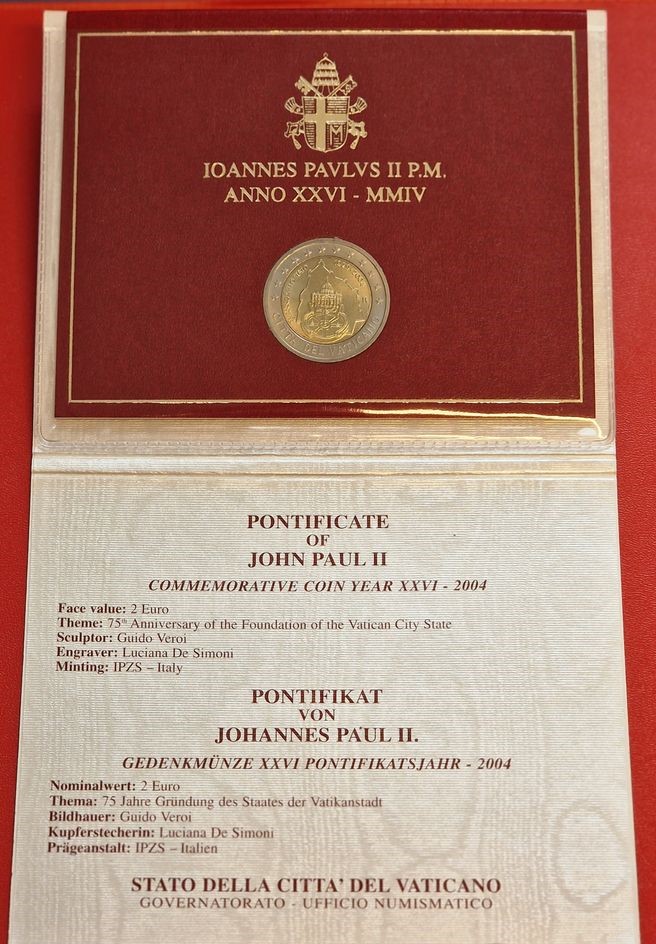 IOANNES PAVLVS II P.M.
ANNO XXVI - MMIV
CITTA' DEL VATICANO
PONTIFICATE
OF
JOHN PAUL II
COMMEMORATIVE COIN YEAR XXVI - 2004
Face value: 2 Euro
Theme: 75th Anniversary of the Foundation of the Vatican City State
Sculptor: Guido Veroi
Engraver: Luciana De Simoni
Minting: IPZS – Italy
PONTIFIKAT
VON
JOHANNES PAUL II.
GEDENKMÜNZE XXVI PONTIFIKATSJAHR - 2004
Nominalwert: 2 Euro
Thema: 75 Jahre Gründung des Staates der Vatikanstadt
Bildhauer: Guido Veroi
Kupferstecherin: Luciana De Simoni
Prägeanstalt: IPZS – Italien
STATO DELLA CITTA' DEL VATICANO
GOVERNATORATO - UFFICIO NUMISMATICO